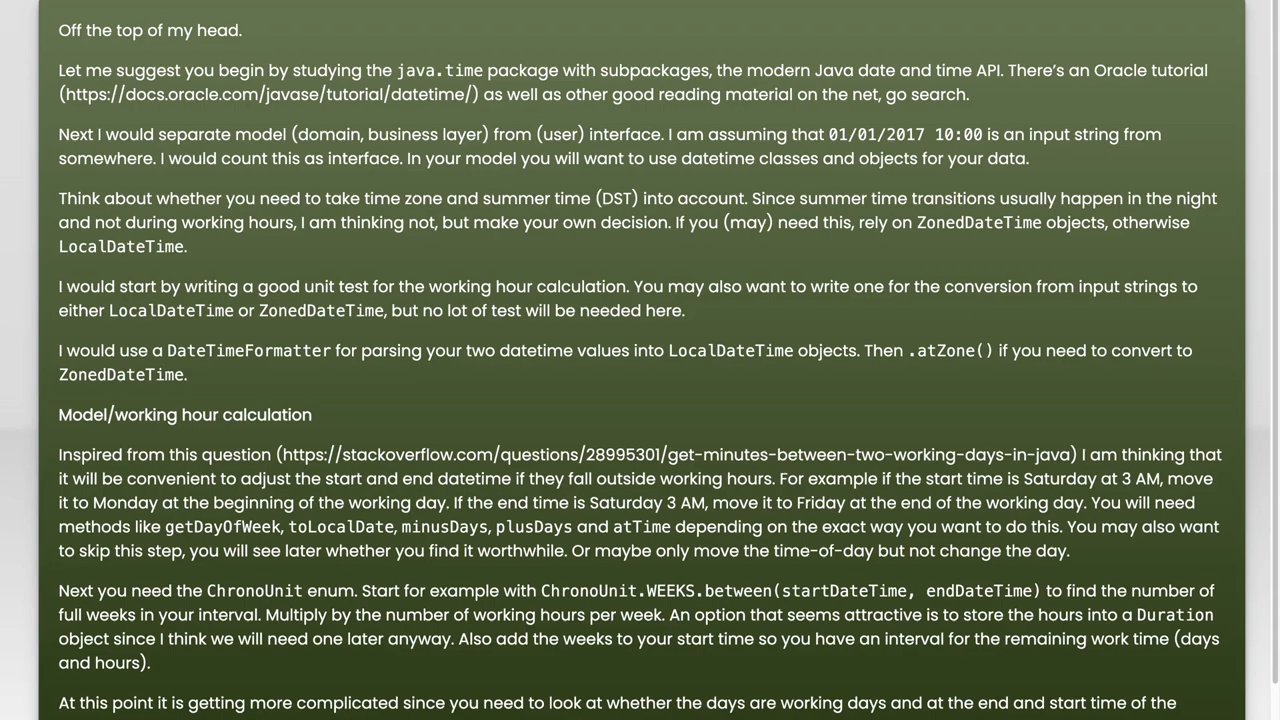 Off the top of my head.
Let me suggest you begin by studying the java.time package with subpackages, the modern Java date and time API. There’s an Oracle tutorial
(https://docs.oracle.com/javase/tutorial/datetime/) as well as other good reading material on the net, go search.
Next I would separate model (domain, business layer) from (user) interface. I am assuming that 01/01/2017 10:00 is an input string from
somewhere. I would count this as interface. In your model you will want to use datetime classes and objects for your data.
Think about whether you need to take time zone and summer time (DST) into account. Since summer time transitions usually happen in the night
and not during working hours, I am thinking not, but make your own decision. If you (may) need this, rely on ZonedDateTime objects, otherwise
LocalDateTime.
I would start by writing a good unit test for the working hour calculation. You may also want to write one for the conversion from input strings to
either LocalDateTime or ZonedDateTime, but no lot of test will be needed here.
I would use a DateTimeFormatter for parsing your two datetime values into LocalDateTime objects. Then .atZone() if you need to convert to
ZonedDateTime.
Model/working hour calculation
Inspired from this question (https://stackoverflow.com/questions/28995301/get-minutes-between-two-working-days-in-java) I am thinking that
it will be convenient to adjust the start and end datetime if they fall outside working hours. For example if the start time is Saturday at 3 AM, move
it to Monday at the beginning of the working day. If the end time is Saturday 3 AM, move it to Friday at the end of the working day. You will need
methods like getDayOfWeek, toLocalDate, minusDays, plusDays and atTime depending on the exact way you want to do this. You may also want
to skip this step, you will see later whether you find it worthwhile. Or maybe only move the time-of-day but not change the day.
Next you need the ChronoUnit enum. Start for example with ChronoUnit.WEEKS.between(startDateTime, endDateTime) to find the number of
full weeks in your interval. Multiply by the number of working hours per week. An option that seems attractive is to store the hours into a Duration
object since I think we will need one later anyway. Also add the weeks to your start time so you have an interval for the remaining work time (days
and hours).
At this point it is getting more complicated since you need to look at whether the days are working days and at the end and start time of the